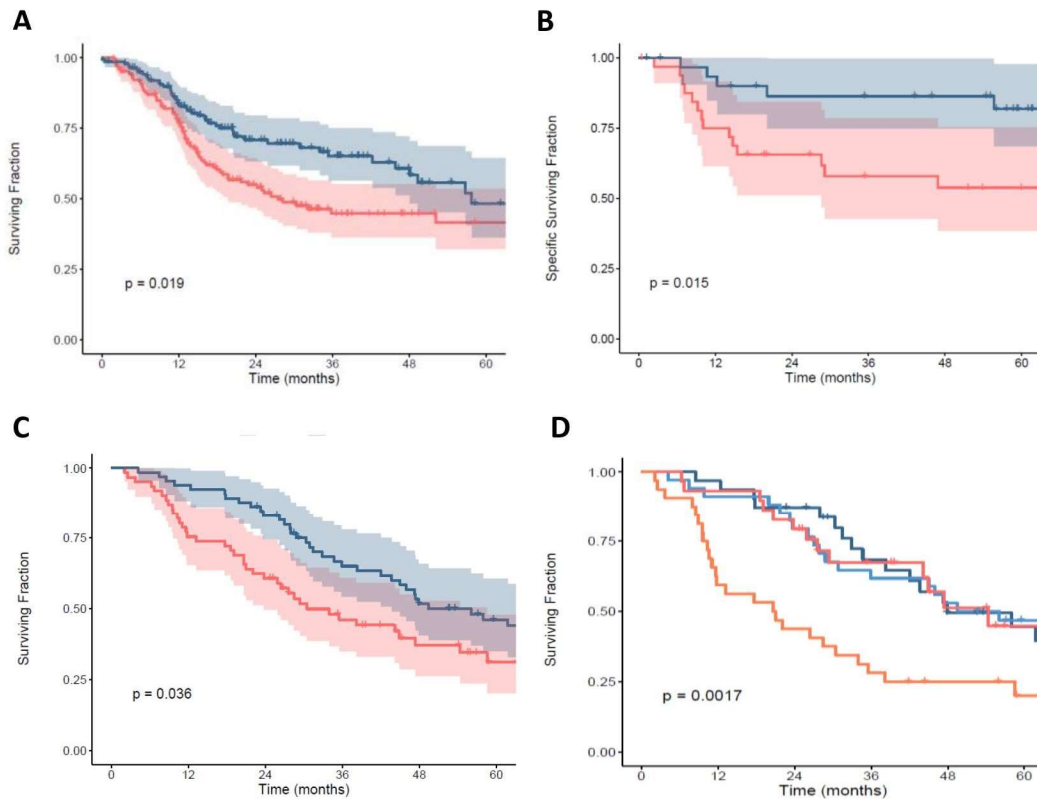 A
Surviving Fraction
1.00
0.75
0.50
0.25
0.00
p = 0.019
0 12 24 36 48 60
Time (months)
B
Specific Surviving Fraction
1.00
0.75
0.50
0.25
0.00
p = 0.015
0 12 24 36 48 60
Time (months)
C
Surviving Fraction
1.00
0.75
0.50
0.25
0.00
p = 0.036
0 12 24 36 48 60
Time (months)
D
Surviving Fraction
1.00
0.75
0.50
0.25
0.00
p = 0.0017
0 12 24 36 48 60
Time (months)